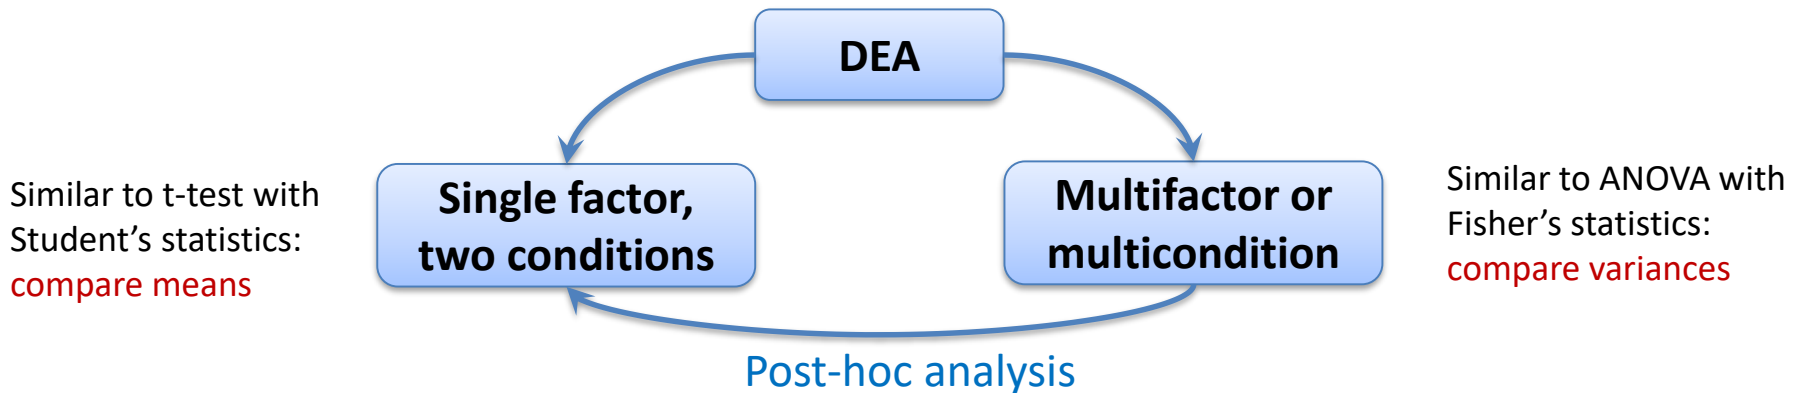 DEA
Similar to t-test with
Student’s statistics:
compare means
Single factor,
two conditions
Multifactor or
multicondition
Similar to ANOVA with
Fisher’s statistics:
compare variances
Post-hoc analysis